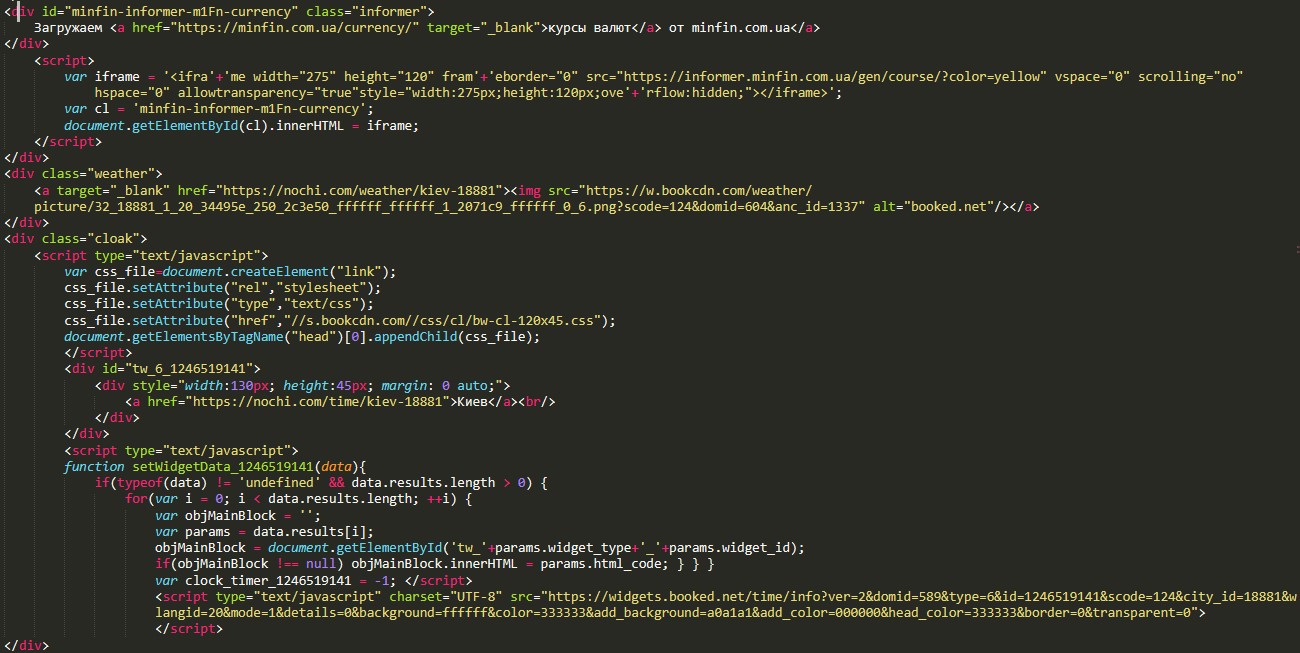 <div id="minfin-informer-m1Fn-currency" class="informer">
    Загружаем <a href="https://minfin.com.ua/currency/" target="_blank">курсы валют</a> от minfin.com.ua</a>
</div>
    <script>
        var iframe = '<ifra'+'me width="275" height="120" fram'+'eborder="0" src="https://informer.minfin.com.ua/gen/course/?color=yellow" vspace="0" scrolling="no"
            hspace="0" allowtransparency="true"style="width:275px;height:120px;ove'+'rflow:hidden;"></iframe>';
        var cl = 'minfin-informer-m1Fn-currency';
        document.getElementById(cl).innerHTML = iframe;
    </script>
</div>
<div class="weather">
    <a target="_blank" href="https://nochi.com/weather/kiev-18881"><img src="https://w.bookcdn.com/weather/
    picture/32_18881_1_20_34495e_250_2c3e50_ffffff_ffffff_1_2071c9_ffffff_0_6.png?scode=124&domid=604&anc_id=1337" alt="booked.net"/></a>
</div>
<div class="cloak">
    <script type="text/javascript">
        var css_file=document.createElement("link");
        css_file.setAttribute("rel","stylesheet");
        css_file.setAttribute("type","text/css");
        css_file.setAttribute("href","//s.bookcdn.com//css/cl/bw-cl-120x45.css");
        document.getElementsByTagName("head")[0].appendChild(css_file);
        </script>
        <div id="tw_6_1246519141">
            <div style="width:130px; height:45px; margin: 0 auto;">
                <a href="https://nochi.com/time/kiev-18881">Киев</a><br/>
            </div>
        </div>
        <script type="text/javascript">
        function setWidgetData_1246519141(data){
            if(typeof(data) != 'undefined' && data.results.length > 0) {
                for(var i = 0; i < data.results.length; ++i) {
                    var objMainBlock = '';
                    var params = data.results[i];
                    objMainBlock = document.getElementById('tw_'+params.widget_type+'_'+params.widget_id);
                    if(objMainBlock !== null) objMainBlock.innerHTML = params.html_code; } } }
                    var clock_timer_1246519141 = -1; </script>
                    <script type="text/javascript" charset="UTF-8" src="https://widgets.booked.net/time/info?ver=2&domid=589&type=6&id=1246519141&scode=124&city_id=18881&w
                    langid=20&mode=1&details=0&background=ffffff&color=333333&add_background=a0a1a1&add_color=000000&head_color=333333&border=0&transparent=0">
                    </script>
</div>